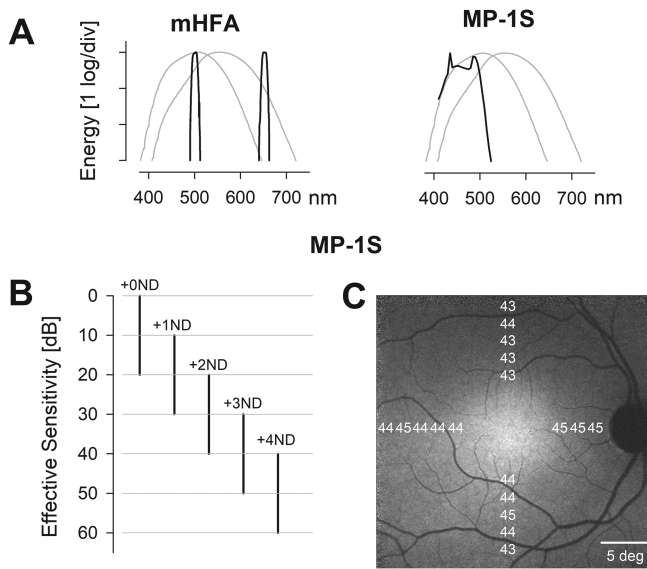 A
mHFA
MP-1S
Energy [1 log/div]
400 500 600 700 nm
400 500 600 700 nm
MP-1S
B
C
Effective Sensitivity [dB]
0
10
20
30
40
50
60
+0ND
+1ND
+2ND
+3ND
+4ND
43
44
43
43
43
44 45 44 44 44
45 45 45
44
44
45
44
43
5 deg